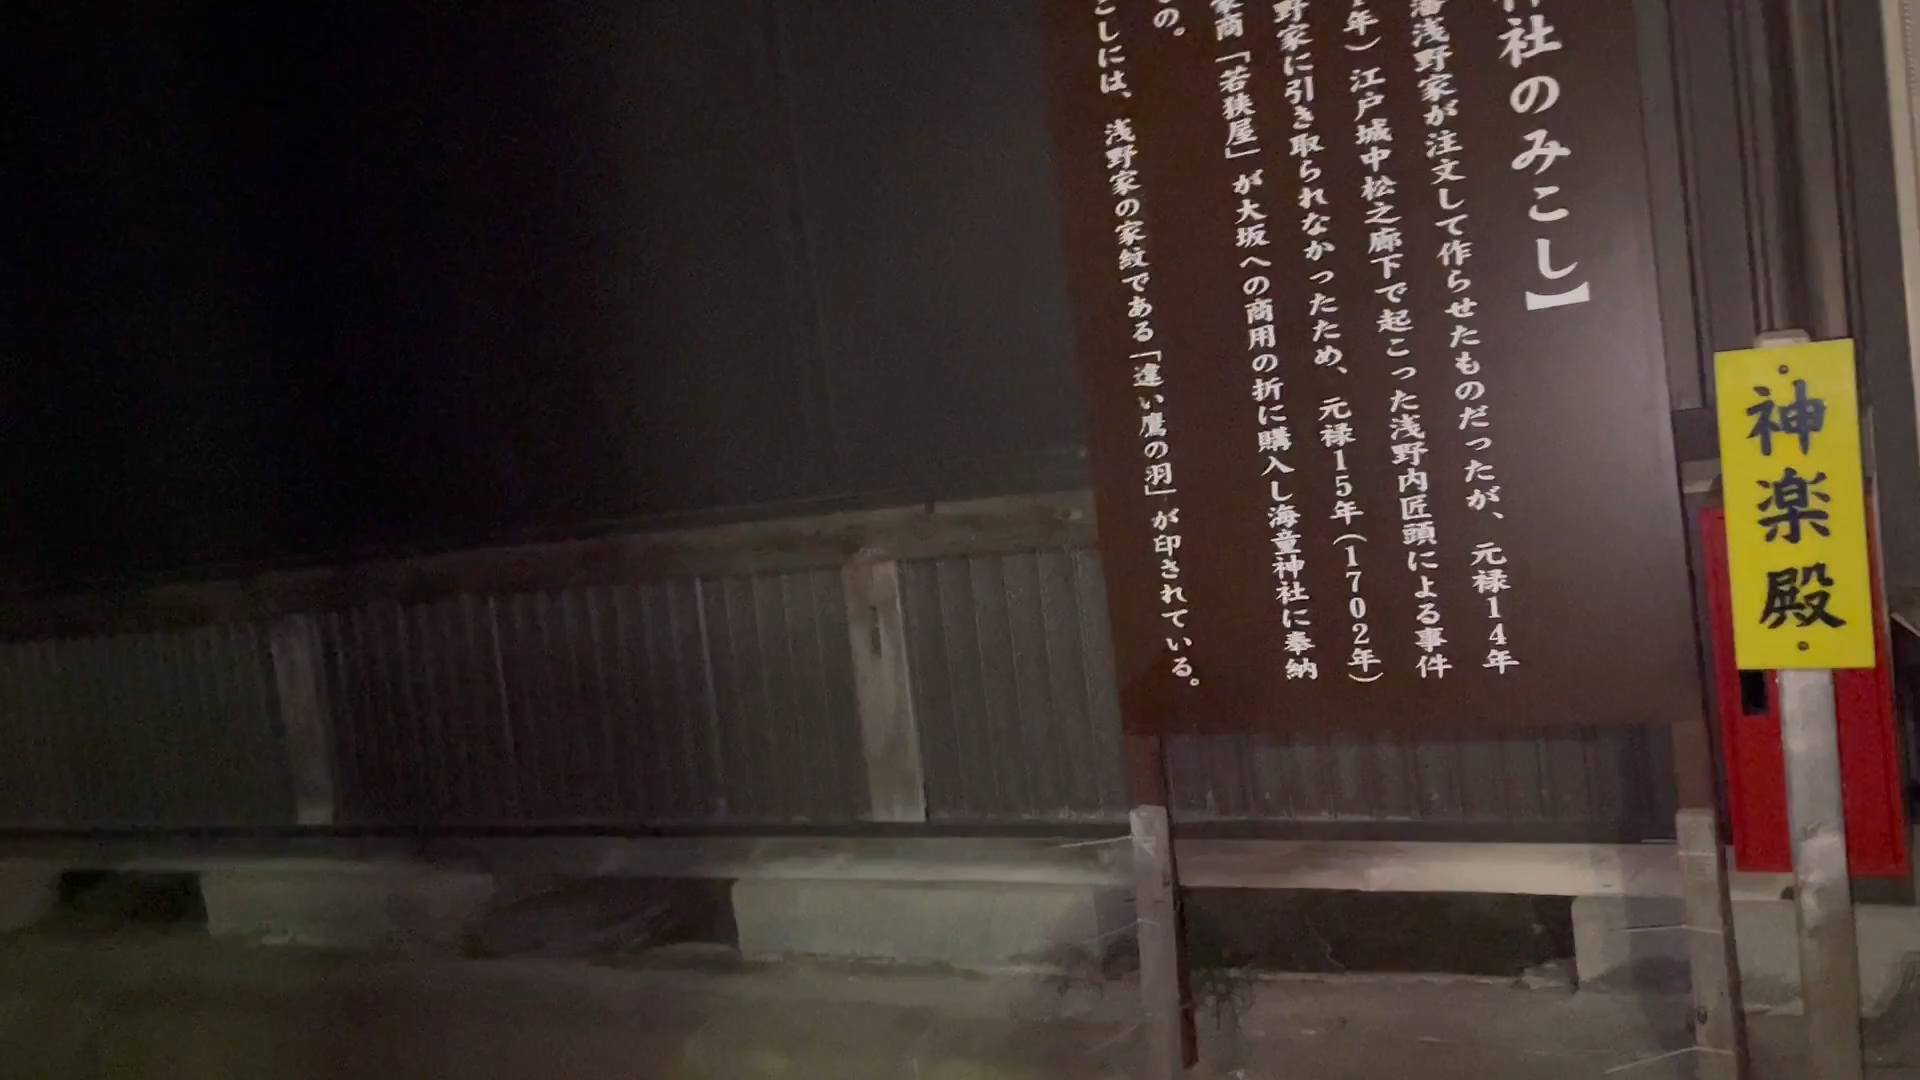 社のみこし】
藩浅野家が注文して作らせたものだったが、元禄14年
年)江戸城中松之廊下で起こった浅野内匠頭による事件
野家に引き取られなかったため、元禄15年(1702年)
家商「若狭屋」が大坂への商用の折に購入し海童神社に奉納
の。
こしには、浅野家の家紋である「違い鷹の羽」が印されている。
神楽殿